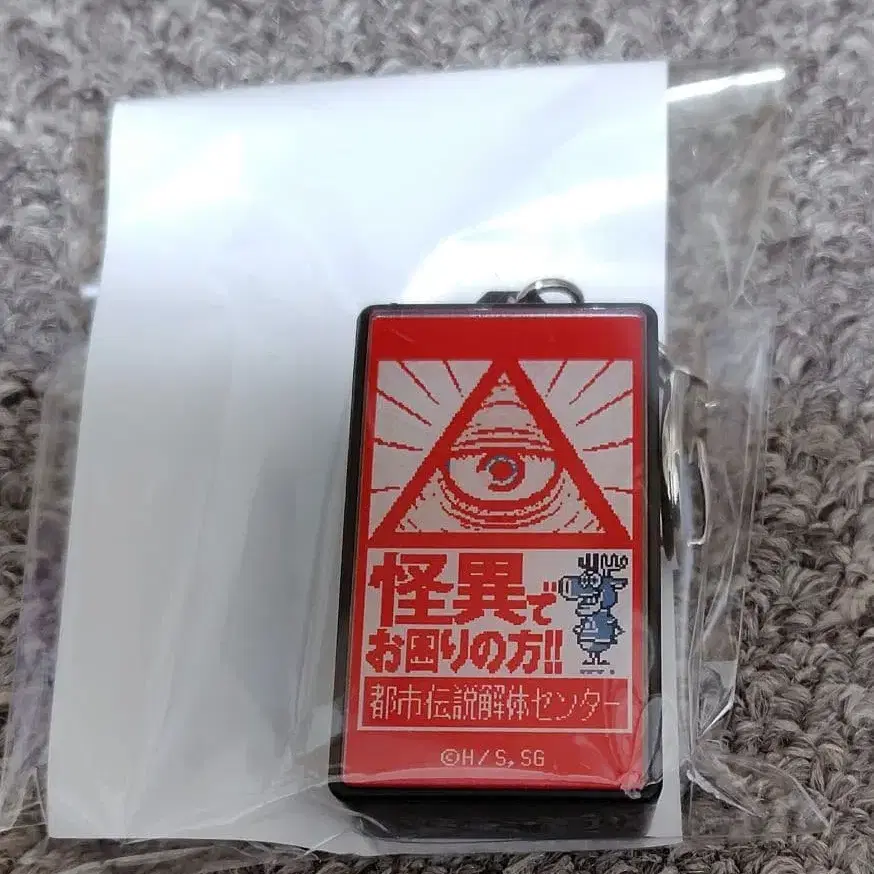 怪異で
お困りの方!!
都市伝説解体センター
©H/S,SG